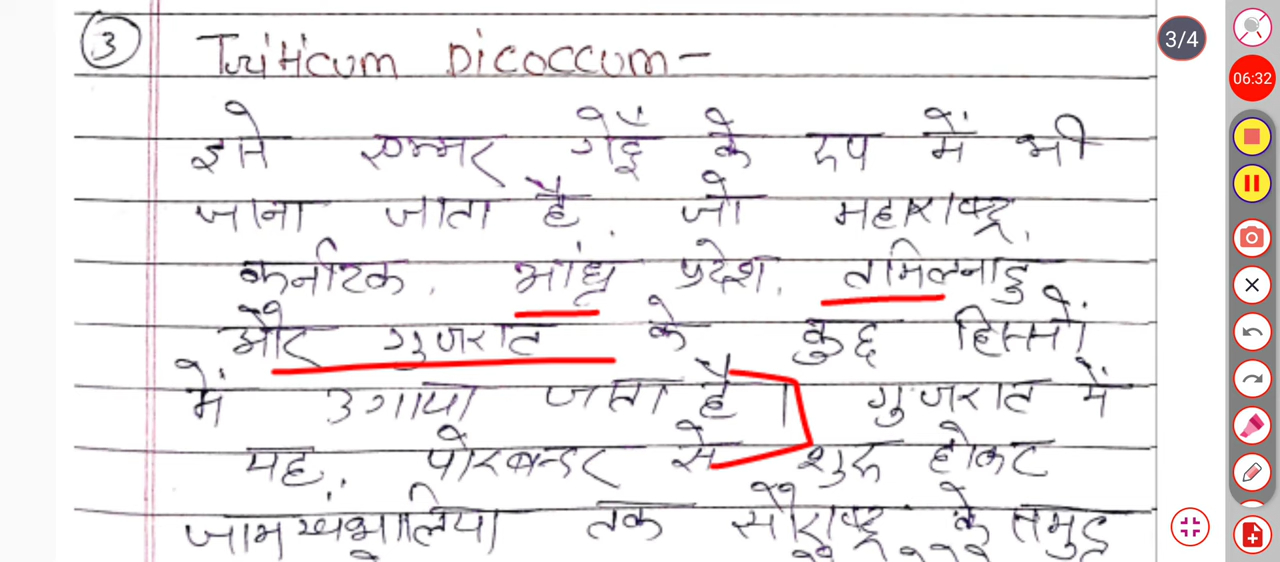 3 Triticum Dicoccum -
3/4
06:32
इसे एम्मर गेहूँ के रुप में भी
जाना जाता है. जो महाराष्ट्र,
कर्नाटक, आंध्र प्रदेश, तमिलनाडु
और गुजरात के कुछ हिस्सों
में उगाया जाता है। गुजरात में
यह, पोरबन्दर से शुरु होकर
जामखंभालिया तक सौराष्ट्र के समुद्र